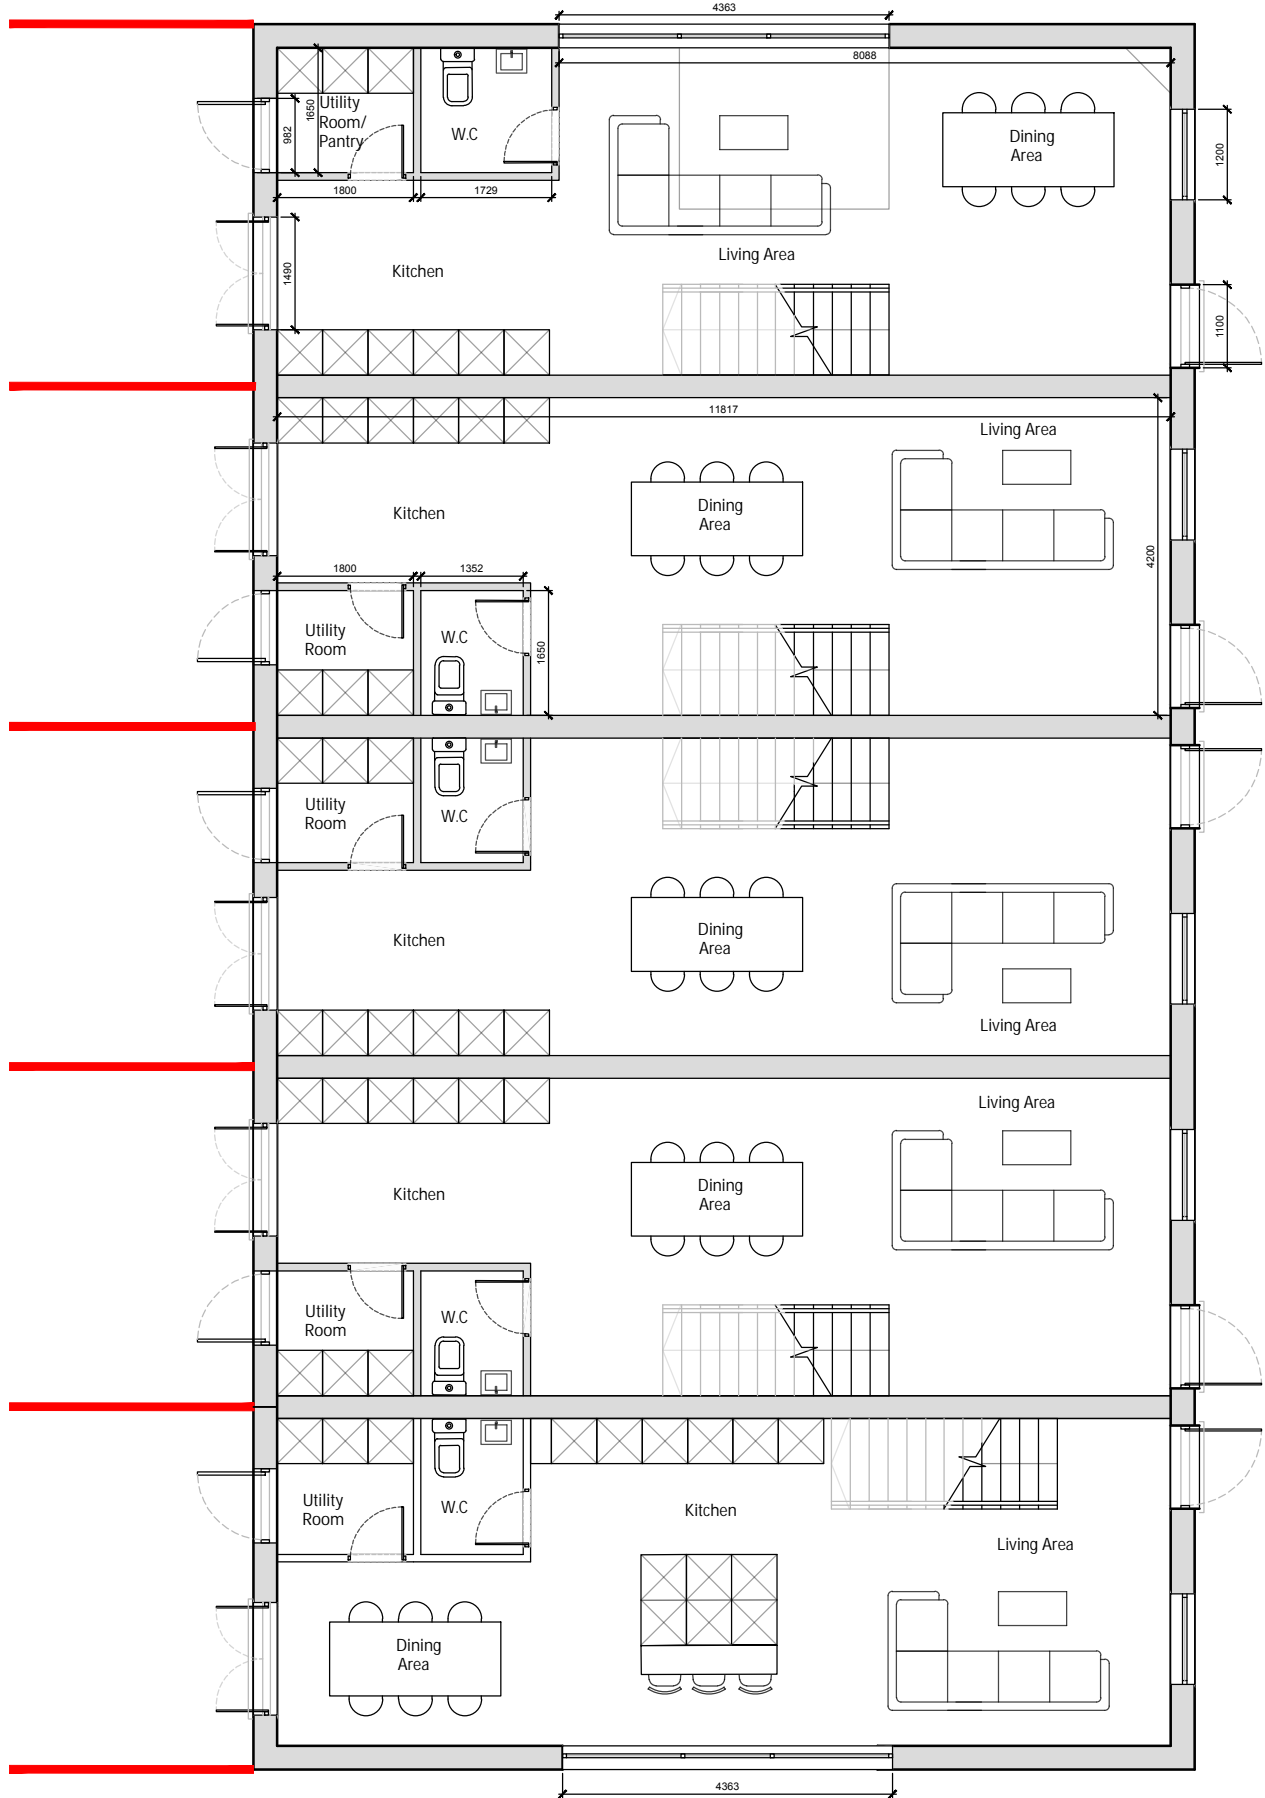 4363
8088
Utility
Room/
Pantry
1650
982
W.C
Dining
Area
1200
1800
1729
Living Area
Kitchen
1490
1100
11817
Living Area
Kitchen
Dining
Area
4200
1800
1352
Utility
Room
W.C
1650
Utility
Room
W.C
Kitchen
Dining
Area
Living Area
Living Area
Kitchen
Dining
Area
Utility
Room
W.C
Utility
Room
W.C
Kitchen
Living Area
Dining
Area
4363